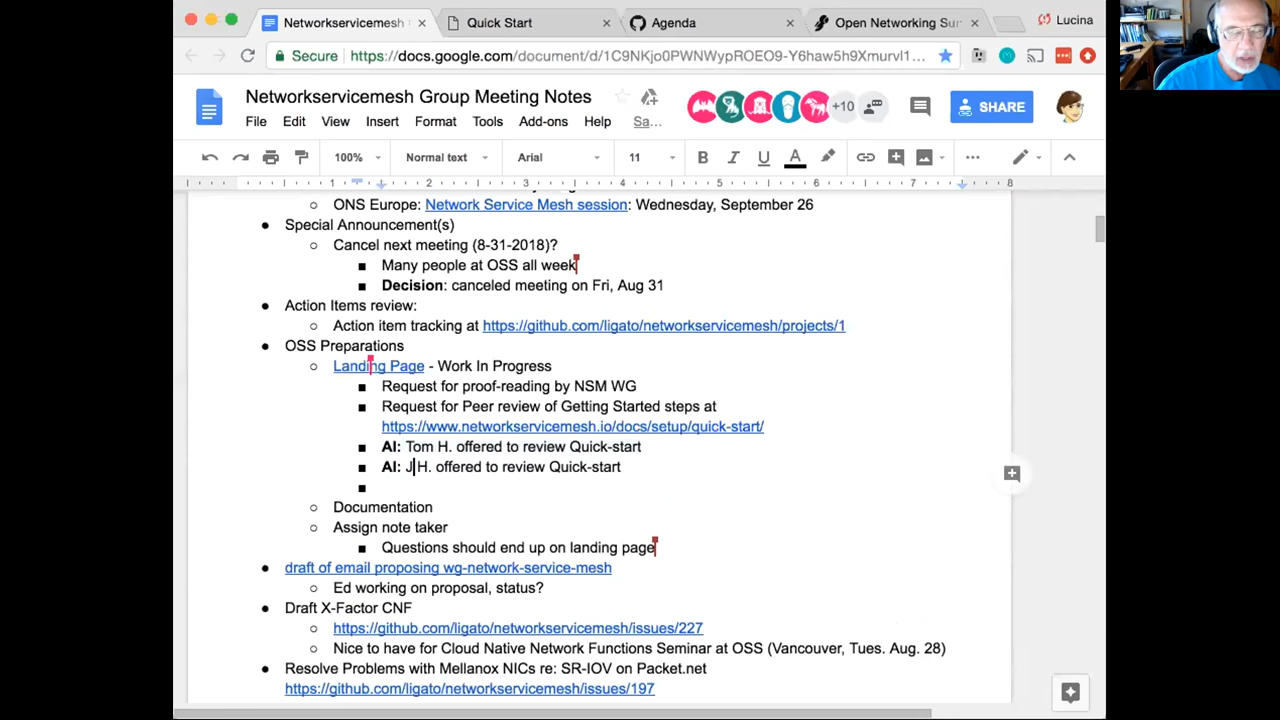 Networkservicemesh
Quick Start
Agenda
Open Networking Sur
Lucina
Secure
https://docs.google.com/document/d/1C9NKjo0PWNWypROEO9-Y6haw5h9Xmurvl1...
Networkservicemesh Group Meeting Notes
+10
SHARE
File Edit View Insert Format Tools Add-ons Help Sa...
100% Normal text Arial 11 B I U A
1 2 3 4 5 6 7 8
○ ONS Europe: Network Service Mesh session: Wednesday, September 26
● Special Announcement(s)
○ Cancel next meeting (8-31-2018)?
■ Many people at OSS all week
■ Decision: canceled meeting on Fri, Aug 31
● Action Items review:
○ Action item tracking at https://github.com/ligato/networkservicemesh/projects/1
● OSS Preparations
○ Landing Page - Work In Progress
■ Request for proof-reading by NSM WG
■ Request for Peer review of Getting Started steps at
https://www.networkservicemesh.io/docs/setup/quick-start/
■ AI: Tom H. offered to review Quick-start
■ AI: J H. offered to review Quick-start
■
○ Documentation
○ Assign note taker
■ Questions should end up on landing page
● draft of email proposing wg-network-service-mesh
○ Ed working on proposal, status?
● Draft X-Factor CNF
○ https://github.com/ligato/networkservicemesh/issues/227
○ Nice to have for Cloud Native Network Functions Seminar at OSS (Vancouver, Tues. Aug. 28)
● Resolve Problems with Mellanox NICs re: SR-IOV on Packet.net
https://github.com/ligato/networkservicemesh/issues/197